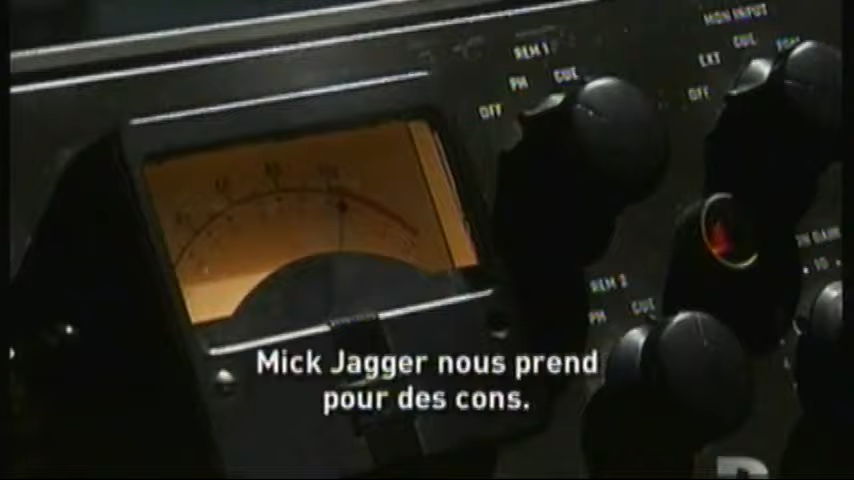 MON INPUT
REM 1
CUE
PH
CUE
EXT
OFF
OFF
REM 2
CUE
PH
10
Mick Jagger nous prend
pour des cons.